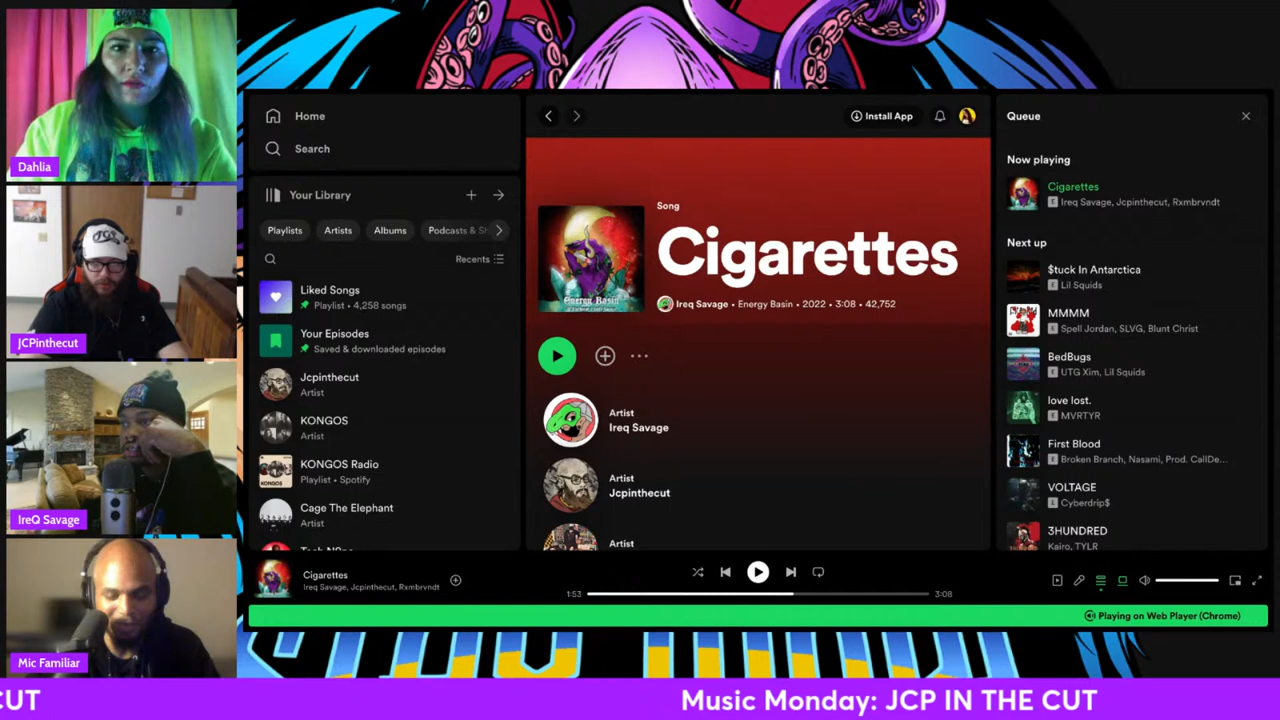 Dahlia
JCPinthecut
IreQ Savage
Mic Familiar
Home
Search
Your Library
Playlists
Artists
Albums
Podcasts & Sh
Recents
Liked Songs
Playlist • 4,258 songs
Your Episodes
Saved & downloaded episodes
Jcpinthecut
Artist
KONGOS
Artist
KONGOS
KONGOS Radio
Playlist • Spotify
Cage The Elephant
Artist
Tech N9ne
Install App
Song
Cigarettes
Energy Basin
Ireq Savage • Energy Basin • 2022 • 3:08 • 42,752
Artist
Ireq Savage
Artist
Jcpinthecut
Artist
Queue
Now playing
Cigarettes
E Ireq Savage, Jcpinthecut, Rxmbrvndt
Next up
$tuck In Antarctica
E Lil Squids
MMMM
E Spell Jordan, SLVG, Blunt Christ
BedBugs
E UTG Xim, Lil Squids
love lost.
E MVRTYR
First Blood
E Broken Branch, Nasami, Prod. CallDe...
VOLTAGE
E Cyberdrip$
3HUNDRED
Kairo, TYLR
Cigarettes
Ireq Savage, Jcpinthecut, Rxmbrvndt
1:53
3:08
Playing on Web Player (Chrome)
CUT
Music Monday: JCP IN THE CUT